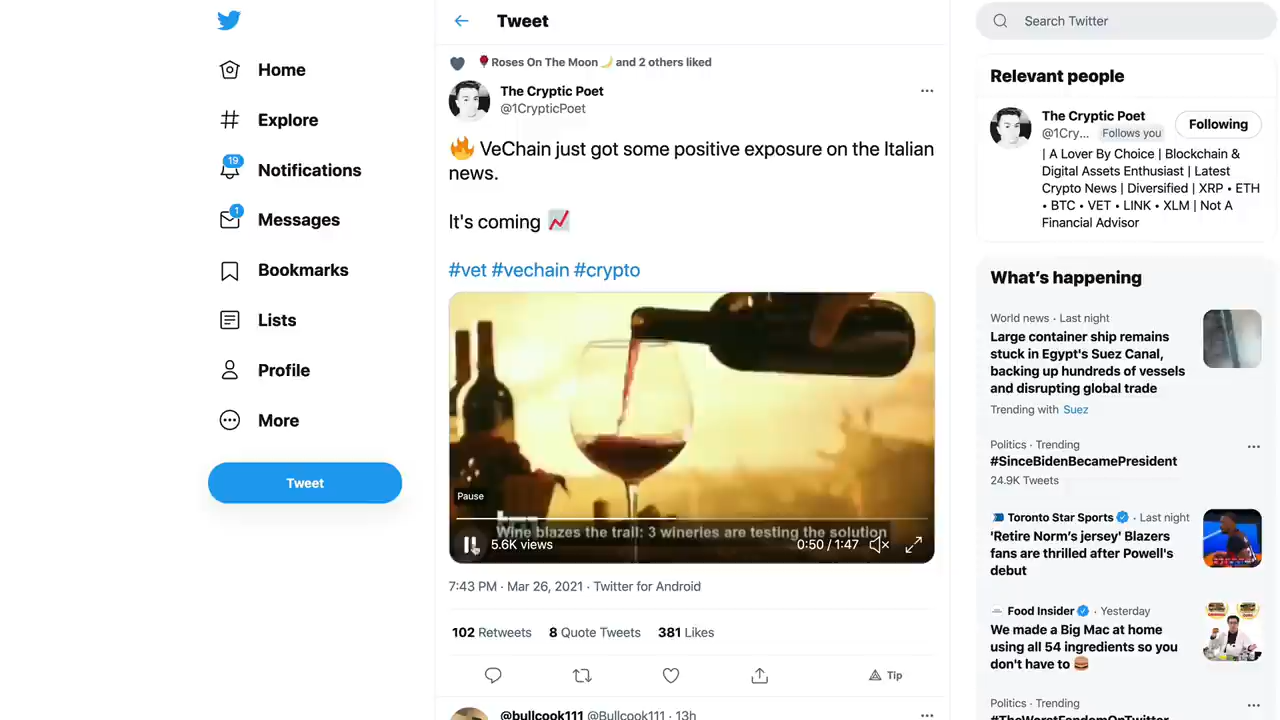 Home
Explore
19
Notifications
1
Messages
Bookmarks
Lists
Profile
More
Tweet
Tweet
Roses On The Moon 🌙 and 2 others liked
The Cryptic Poet
@1CrypticPoet
🔥 VeChain just got some positive exposure on the Italian
news.
It's coming 📈
#vet #vechain #crypto
Pause
Wine blazes the trail: 3 wineries are testing the solution
5.6K views
0:50 / 1:47
7:43 PM · Mar 26, 2021 · Twitter for Android
102 Retweets 8 Quote Tweets 381 Likes
Tip
@bullcook111 @Bullcook111 · 13h
Search Twitter
Relevant people
The Cryptic Poet
@1Cry... Follows you
Following
| A Lover By Choice | Blockchain &
Digital Assets Enthusiast | Latest
Crypto News | Diversified | XRP • ETH
• BTC • VET • LINK • XLM | Not A
Financial Advisor
What's happening
World news · Last night
Large container ship remains
stuck in Egypt's Suez Canal,
backing up hundreds of vessels
and disrupting global trade
Trending with Suez
Politics · Trending
#SinceBidenBecamePresident
24.9K Tweets
Toronto Star Sports · Last night
'Retire Norm's jersey' Blazers
fans are thrilled after Powell's
debut
Food Insider · Yesterday
We made a Big Mac at home
using all 54 ingredients so you
don't have to 🍔
Politics · Trending
#TheWorstFandomOnTwitter